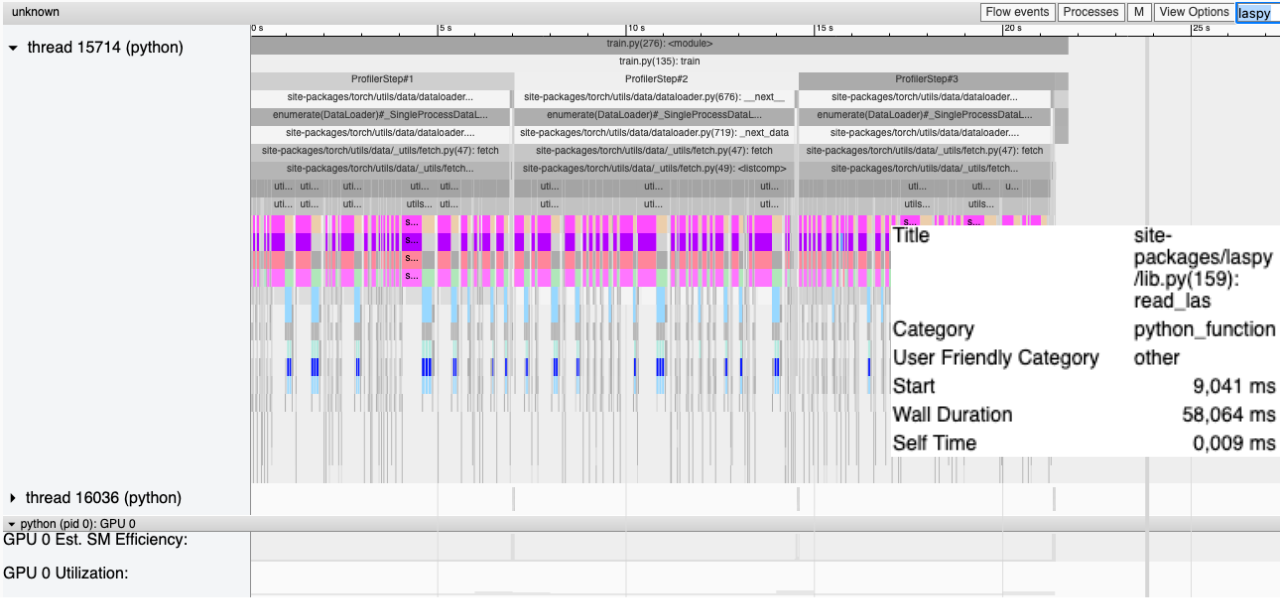 unknown
Flow events Processes M View Options laspy
0 s 5 s 10 s 15 s 20 s 25 s
thread 15714 (python)
train.py(276): <module>
train.py(135): train
ProfilerStep#1 ProfilerStep#2 ProfilerStep#3
site-packages/torch/utils/data/dataloader... site-packages/torch/utils/data/dataloader.py(676): __next__ site-packages/torch/utils/data/dataloader...
enumerate(DataLoader)#_SingleProcessDataL... enumerate(DataLoader)#_SingleProcessDataL... enumerate(DataLoader)#_SingleProcessDataL...
site-packages/torch/utils/data/dataloader.... site-packages/torch/utils/data/dataloader.py(719): _next_data site-packages/torch/utils/data/dataloader....
site-packages/torch/utils/data/_utils/fetch.py(47): fetch site-packages/torch/utils/data/_utils/fetch.py(47): fetch site-packages/torch/utils/data/_utils/fetch.py(47): fetch
site-packages/torch/utils/data/_utils/fetch... site-packages/torch/utils/data/_utils/fetch.py(49): <listcomp> site-packages/torch/utils/data/_utils/fetch...
uti... uti... uti... uti... uti... uti... uti... uti... uti... uti... u...
uti... uti... uti... utils... uti... uti... uti... uti... utils... utils...
s... s... s...
s...
s...
s...
Title site-
packages/laspy
/lib.py(159):
read_las
Category python_function
User Friendly Category other
Start 9,041 ms
Wall Duration 58,064 ms
Self Time 0,009 ms
thread 16036 (python)
python (pid 0): GPU 0
GPU 0 Est. SM Efficiency:
GPU 0 Utilization: